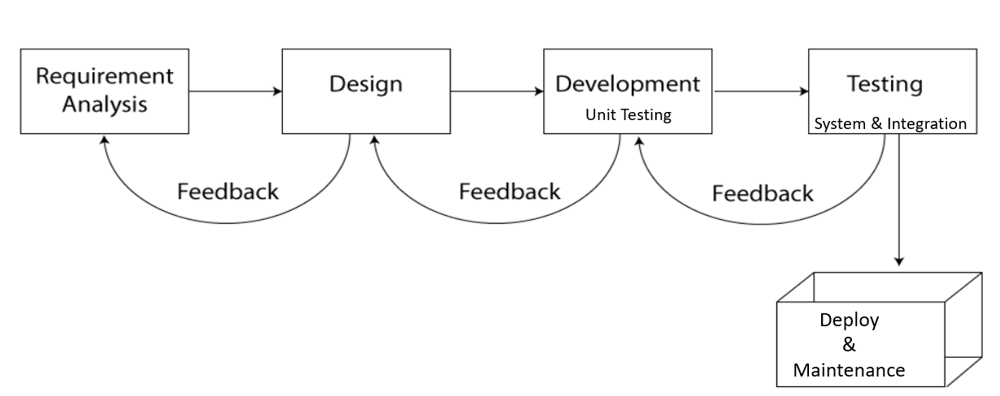 Requirement
Analysis
Design
Development
Unit Testing
Testing
System & Integration
Feedback
Feedback
Feedback
Deploy
&
Maintenance